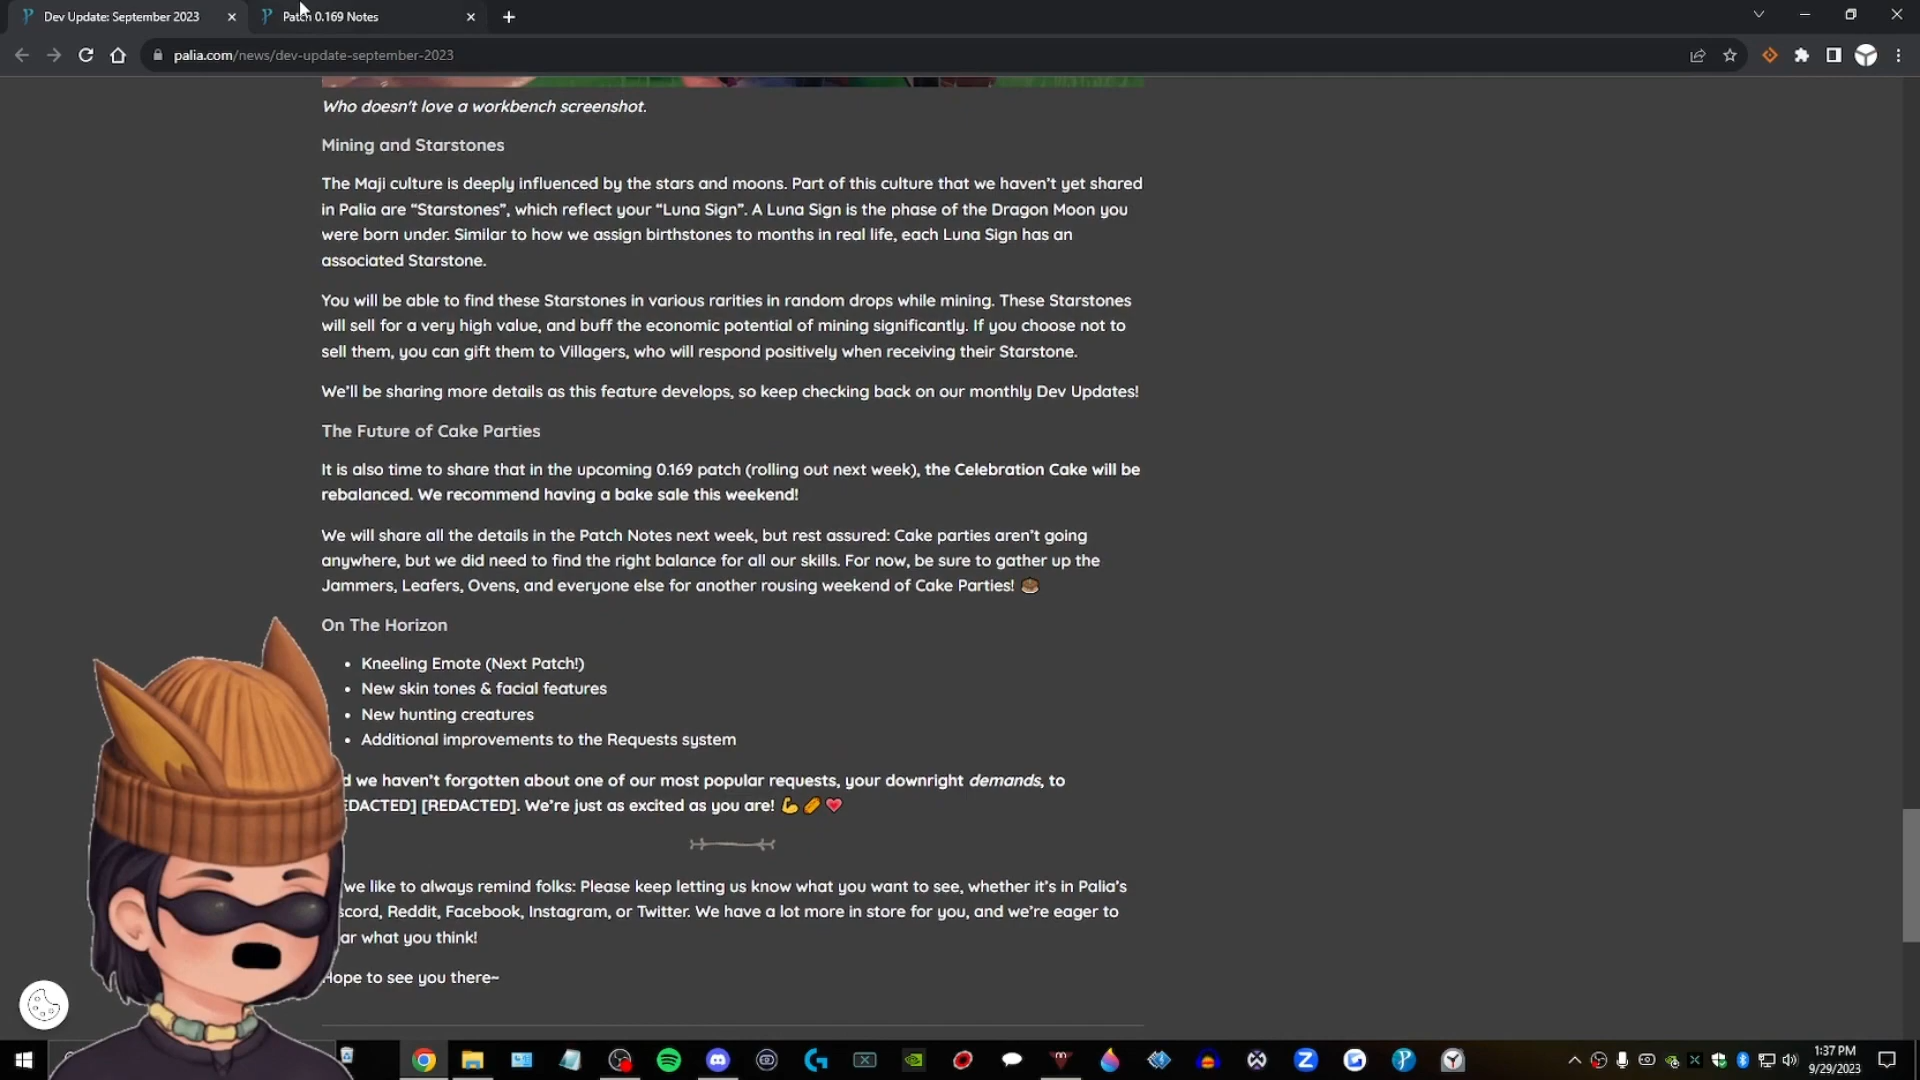 Dev Update: September 2023
Patch 0.169 Notes
palia.com/news/dev-update-september-2023
Who doesn't love a workbench screenshot.
Mining and Starstones
The Maji culture is deeply influenced by the stars and moons. Part of this culture that we haven't yet shared
in Palia are “Starstones”, which reflect your “Luna Sign”. A Luna Sign is the phase of the Dragon Moon you
were born under. Similar to how we assign birthstones to months in real life, each Luna Sign has an
associated Starstone.
You will be able to find these Starstones in various rarities in random drops while mining. These Starstones
will sell for a very high value, and buff the economic potential of mining significantly. If you choose not to
sell them, you can gift them to Villagers, who will respond positively when receiving their Starstone.
We'll be sharing more details as this feature develops, so keep checking back on our monthly Dev Updates!
The Future of Cake Parties
It is also time to share that in the upcoming 0.169 patch (rolling out next week), the Celebration Cake will be
rebalanced. We recommend having a bake sale this weekend!
We will share all the details in the Patch Notes next week, but rest assured: Cake parties aren't going
anywhere, but we did need to find the right balance for all our skills. For now, be sure to gather up the
Jammers, Leafers, Ovens, and everyone else for another rousing weekend of Cake Parties!
On The Horizon
• Kneeling Emote (Next Patch!)
• New skin tones & facial features
• New hunting creatures
• Additional improvements to the Requests system
d we haven't forgotten about one of our most popular requests, your downright demands, to
EDACTED] [REDACTED]. We're just as excited as you are! 💪 ❤️
we like to always remind folks: Please keep letting us know what you want to see, whether it's in Palia's
scord, Reddit, Facebook, Instagram, or Twitter. We have a lot more in store for you, and we're eager to
ar what you think!
Hope to see you there~
1:37 PM
9/29/2023